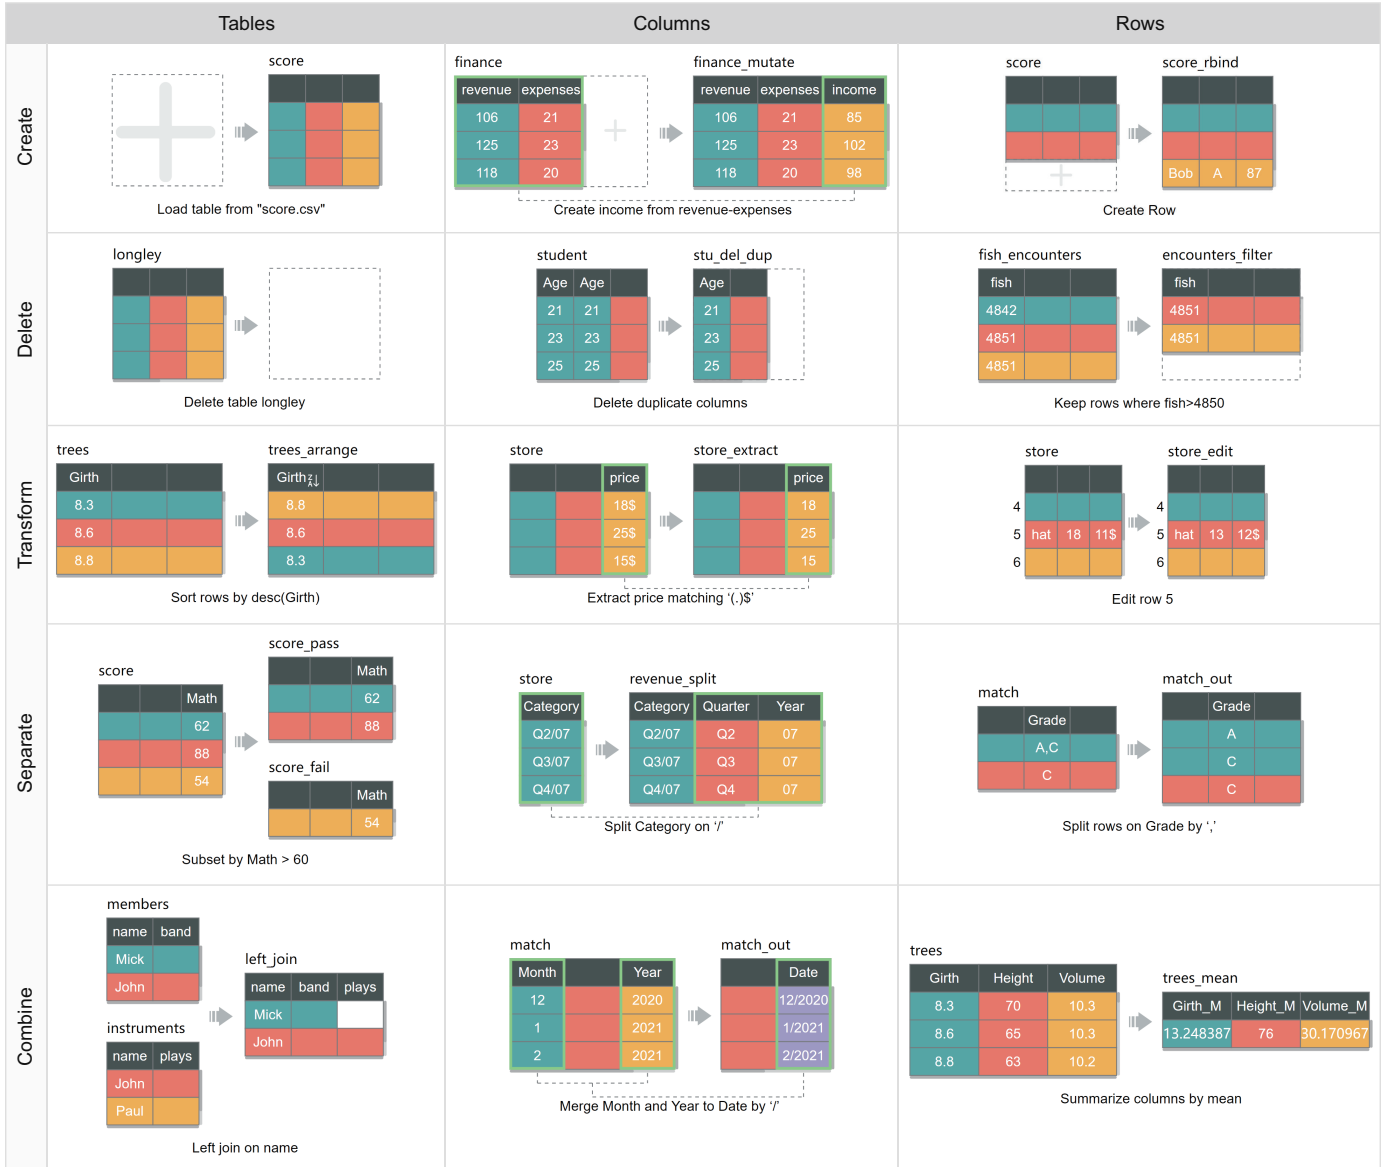 Tables Columns Rows
Create
score
Load table from "score.csv"
finance
revenue expenses
106 21
125 23
118 20
finance_mutate
revenue expenses income
106 21 85
125 23 102
118 20 98
Create income from revenue-expenses
score
score_rbind
Bob A 87
Create Row
Delete
longley
Delete table longley
student
Age Age
21 21
23 23
25 25
stu_del_dup
Age
21
23
25
Delete duplicate columns
fish_encounters
fish
4842
4851
4851
encounters_filter
fish
4851
4851
Keep rows where fish>4850
Transform
trees
Girth
8.3
8.6
8.8
trees_arrange
Girth Z A
8.8
8.6
8.3
Sort rows by desc(Girth)
store
price
18$
25$
15$
store_extract
price
18
25
15
Extract price matching ‘(.)$’
store
4
5 hat 18 11$
6
store_edit
4
5 hat 13 12$
6
Edit row 5
Separate
score
Math
62
88
54
score_pass
Math
62
88
score_fail
Math
54
Subset by Math > 60
store
Category
Q2/07
Q3/07
Q4/07
revenue_split
Category Quarter Year
Q2/07 Q2 07
Q3/07 Q3 07
Q4/07 Q4 07
Split Category on ‘/’
match
Grade
A,C
C
match_out
Grade
A
C
C
Split rows on Grade by ‘,’
Combine
members
name band
Mick
John
instruments
name plays
John
Paul
left_join
name band plays
Mick
John
Left join on name
match
Month Year
12 2020
1 2021
2 2021
match_out
Date
12/2020
1/2021
2/2021
Merge Month and Year to Date by ‘/’
trees
Girth Height Volume
8.3 70 10.3
8.6 65 10.3
8.8 63 10.2
trees_mean
Girth_M Height_M Volume_M
13.248387 76 30.170967
Summarize columns by mean